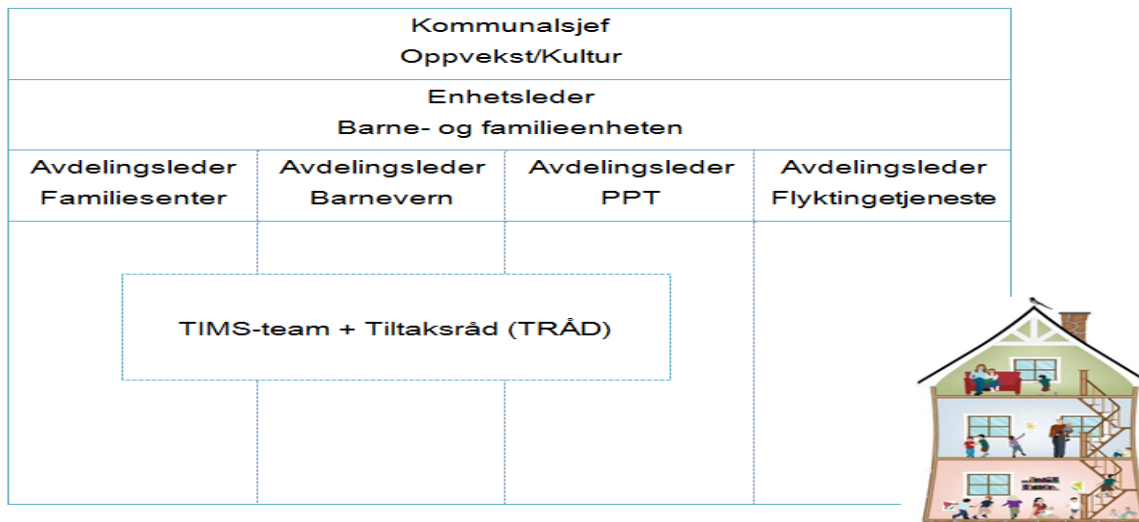 Kommunalsjef
Oppvekst/Kultur
Enhetsleder
Barne- og familieenheten
Avdelingsleder
Familiesenter
Avdelingsleder
Barnevern
Avdelingsleder
PPT
Avdelingsleder
Flyktingetjeneste
TIMS-team + Tiltaksråd (TRÅD)